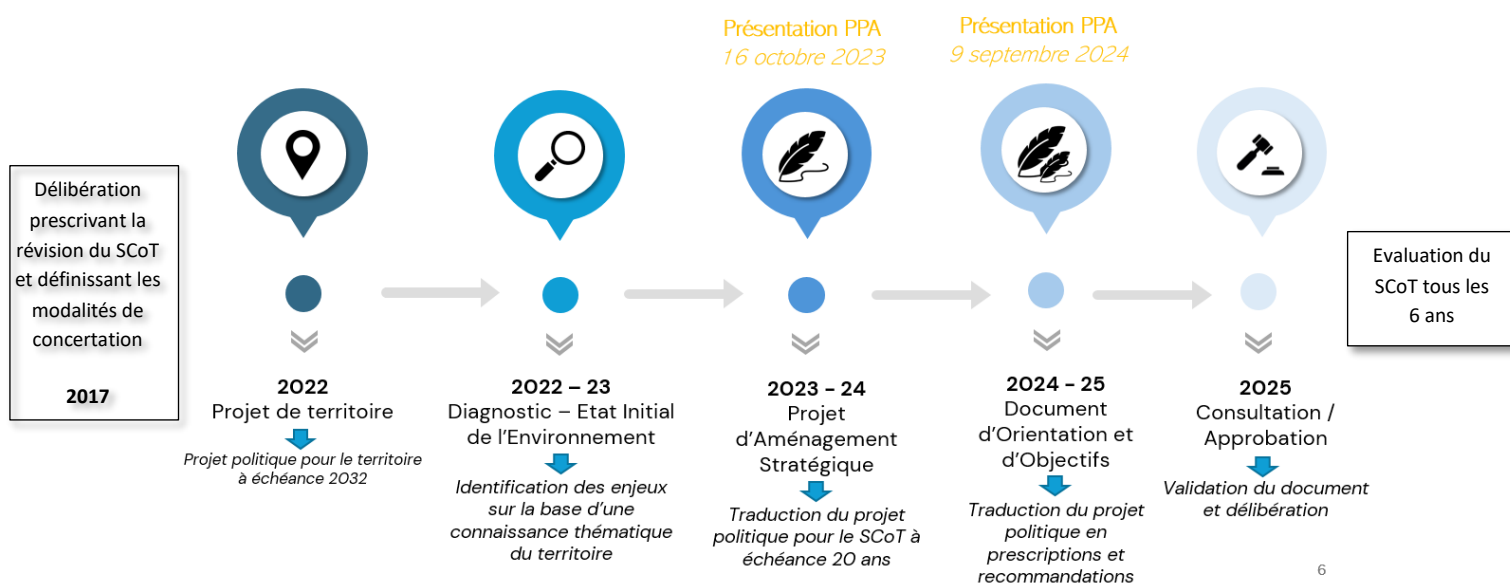 Présentation PPA
16 octobre 2023
Présentation PPA
9 septembre 2024
Délibération
prescrivant la
révision du SCoT
et définissant les
modalités de
concertation
2017
2022
Projet de territoire
Projet politique pour le territoire
à échéance 2032
2022 – 23
Diagnostic – Etat Initial
de l'Environnement
Identification des enjeux
sur la base d'une
connaissance thématique
du territoire
2023 - 24
Projet
d'Aménagement
Stratégique
Traduction du projet
politique pour le SCoT à
échéance 20 ans
2024 - 25
Document
d'Orientation et
d'Objectifs
Traduction du projet
politique en
prescriptions et
recommandations
2025
Consultation /
Approbation
Validation du document
et délibération
Evaluation du
SCoT tous les
6 ans
6